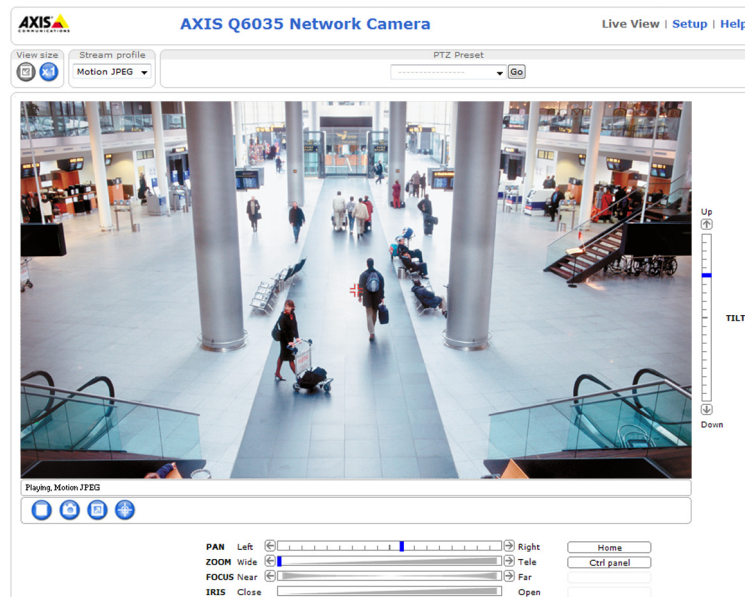 AXIS
COMMUNICATIONS
AXIS Q6035 Network Camera
Live View | Setup | Help
View size
Stream profile
PTZ Preset
x1
Motion JPEG
----------------
Go
Up
TILT
Down
Playing, Motion JPEG
PAN Left Right Home
ZOOM Wide Tele Ctrl panel
FOCUS Near Far
IRIS Close Open